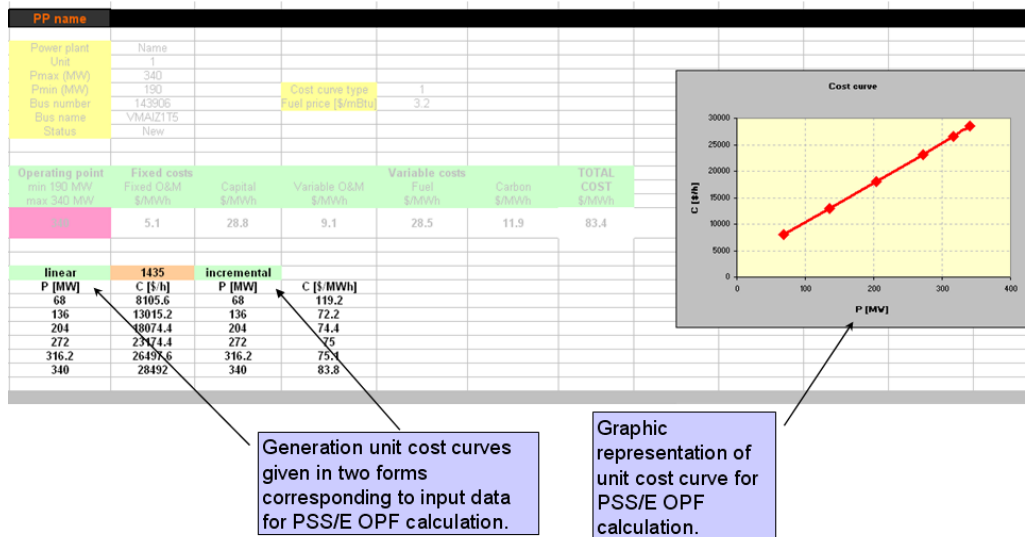 PP name
Power plant Name
Unit 1
Pmax (MW) 340
Pmin (MW) 190 Cost curve type 1
Bus number 143906 Fuel price [$/mBtu] 3.2
Bus name VMAIZ1T5
Status New
Operating point Fixed costs Variable costs TOTAL
min 190 MW Fixed O&M Capital Variable O&M Fuel Carbon COST
max 340 MW $/MWh $/MWh $/MWh $/MWh $/MWh $/MWh
5.1 28.8 9.1 28.5 11.9 83.4
linear 1435 incremental
P [MW] C [$/h] P [MW] C [$/MWh]
68 8105.6 68 119.2
136 13015.2 136 72.2
204 18074.4 204 74.4
272 23174.4 272 75
316.2 26497.6 316.2 75.1
340 28492 340 83.8
Cost curve
30000
25000
20000
15000
10000
5000
0
C [$/h]
0 100 200 300 400
P [MW]
Generation unit cost curves
given in two forms
corresponding to input data
for PSS/E OPF calculation.
Graphic
representation of
unit cost curve for
PSS/E OPF
calculation.